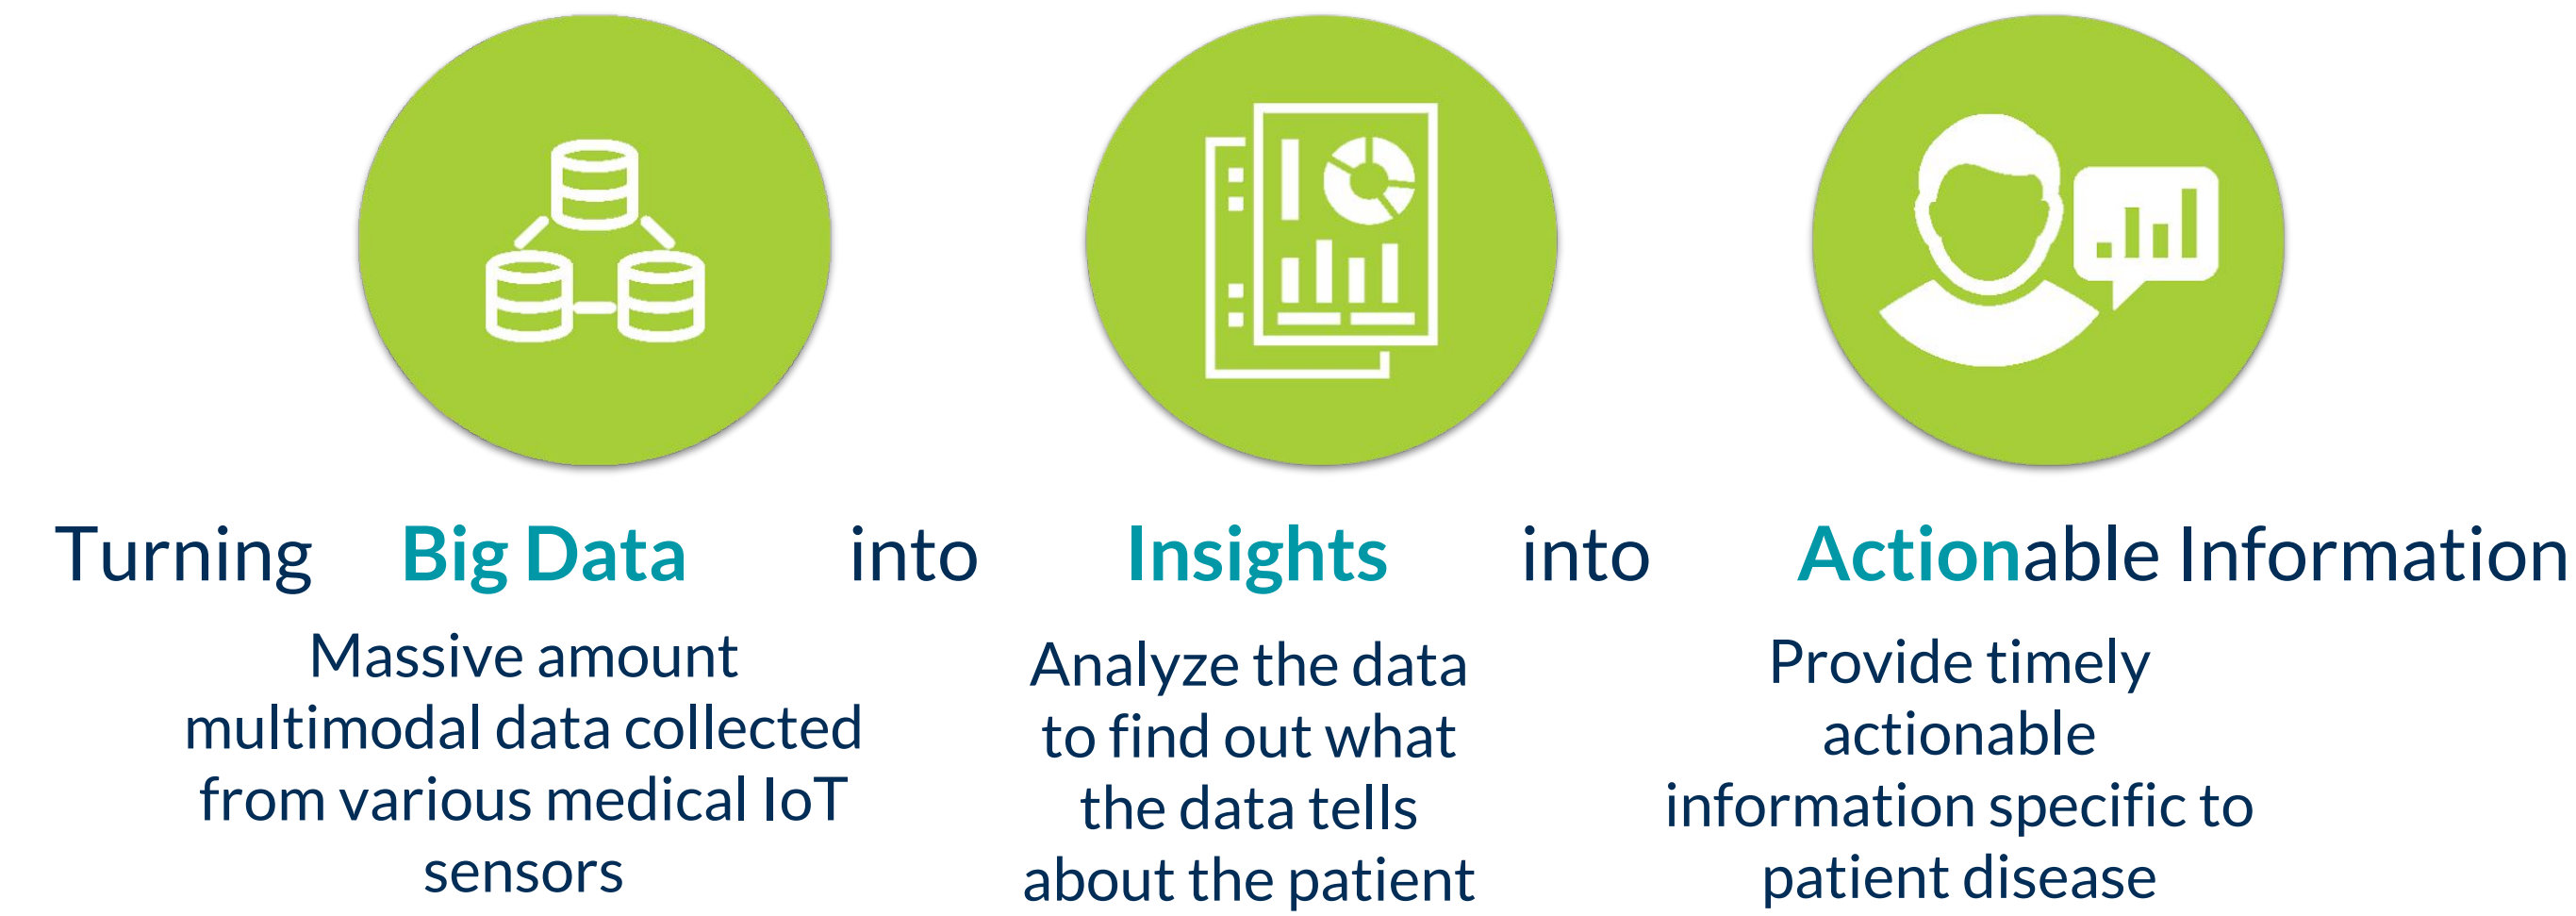 Turning Big Data into Insights into Actionable Information
Massive amount
multimodal data collected
from various medical IoT
sensors
Analyze the data
to find out what
the data tells
about the patient
Provide timely
actionable
information specific to
patient disease